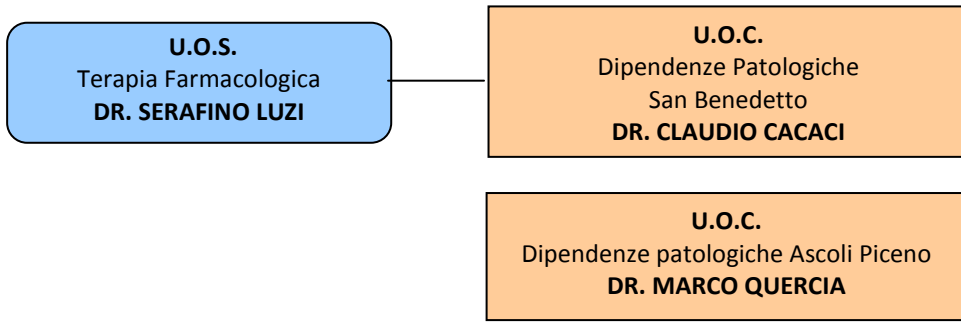 U.O.S.
Terapia Farmacologica
DR. SERAFINO LUZI
U.O.C.
Dipendenze Patologiche
San Benedetto
DR. CLAUDIO CACACI
U.O.C.
Dipendenze patologiche Ascoli Piceno
DR. MARCO QUERCIA